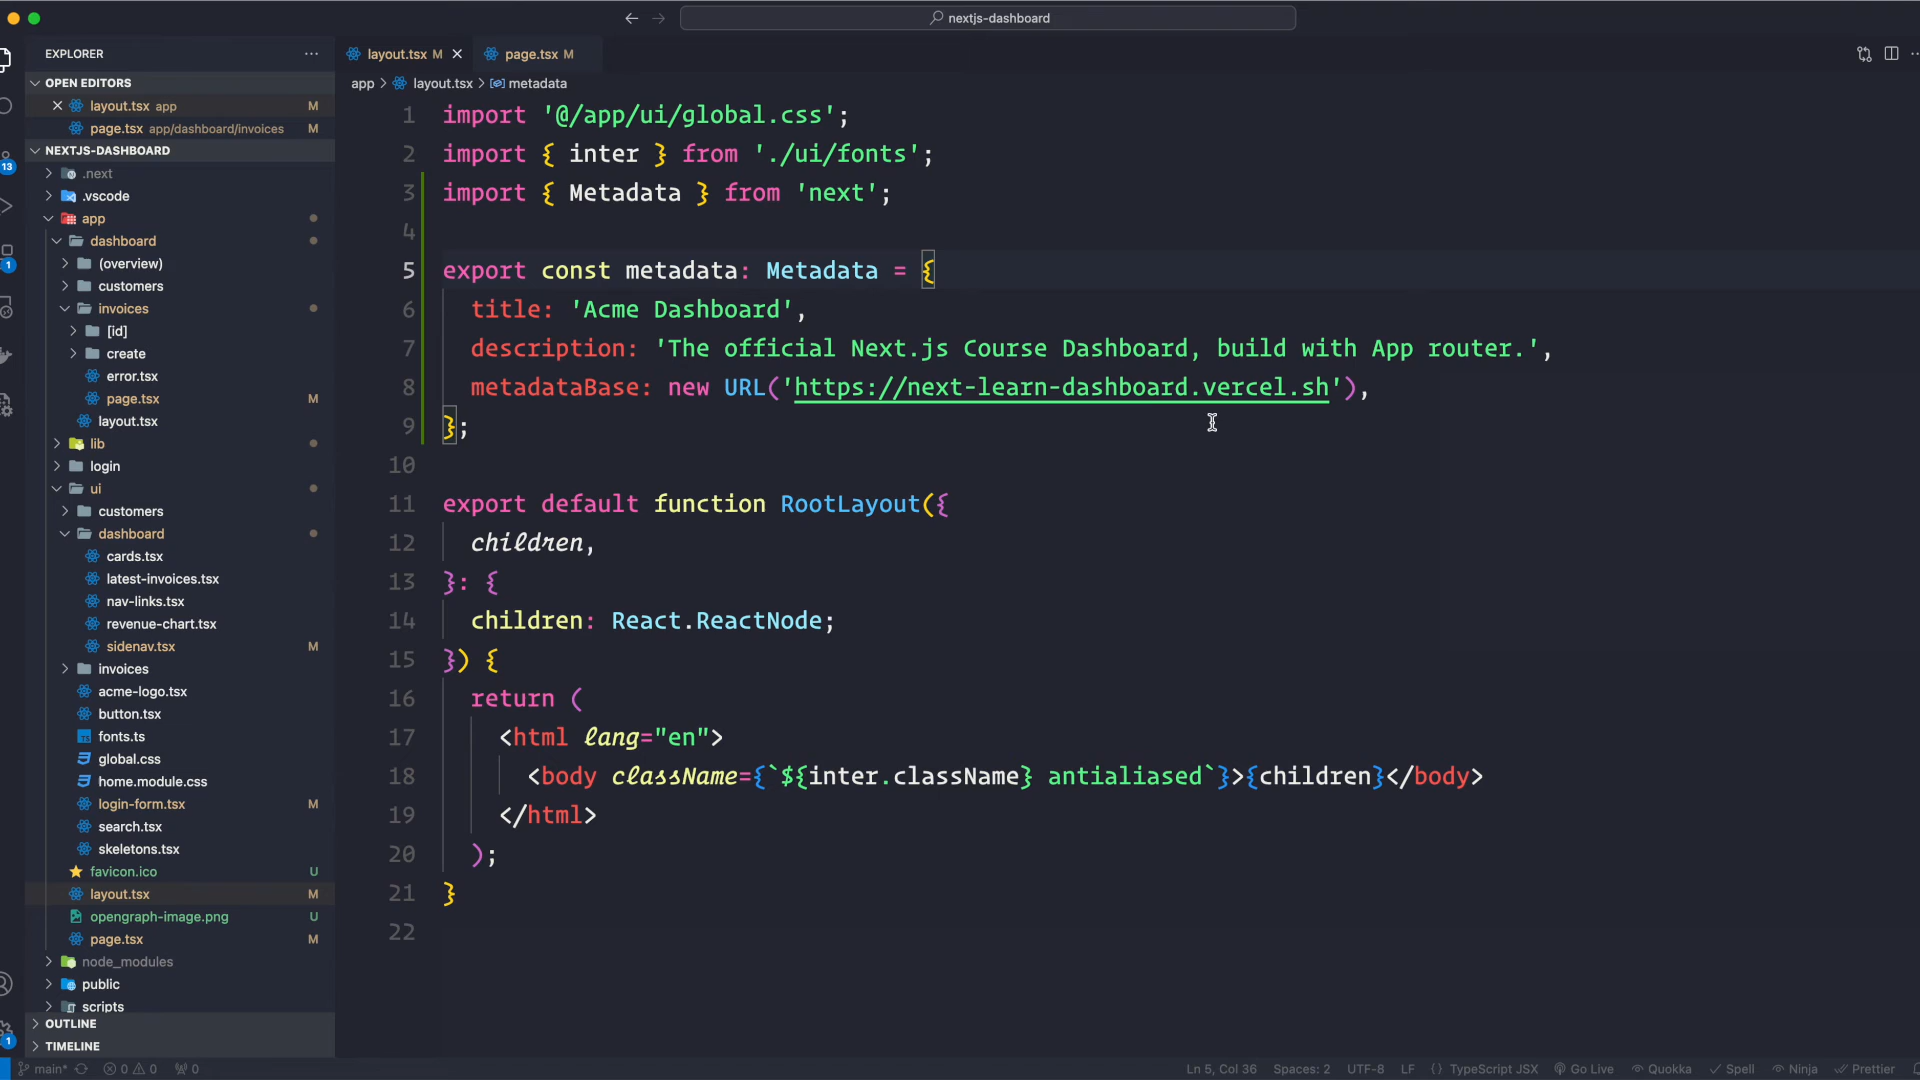 nextjs-dashboard
EXPLORER
layout.tsx M
page.tsx M
OPEN EDITORS
layout.tsx app M
page.tsx app/dashboard/invoices M
NEXTJS-DASHBOARD
.next
.vscode
app
dashboard
(overview)
customers
invoices
[id]
create
error.tsx
page.tsx M
layout.tsx
lib
login
ui
customers
dashboard
cards.tsx
latest-invoices.tsx
nav-links.tsx
revenue-chart.tsx
sidenav.tsx M
invoices
acme-logo.tsx
button.tsx
fonts.ts
global.css
home.module.css
login-form.tsx M
search.tsx
skeletons.tsx
favicon.ico U
layout.tsx M
opengraph-image.png U
page.tsx M
node_modules
public
scripts
OUTLINE
TIMELINE
13
1
1
app > layout.tsx > metadata
1 import '@/app/ui/global.css';
2 import { inter } from './ui/fonts';
3 import { Metadata } from 'next';
4
5 export const metadata: Metadata = {
6 title: 'Acme Dashboard',
7 description: 'The official Next.js Course Dashboard, build with App router.',
8 metadataBase: new URL('https://next-learn-dashboard.vercel.sh'),
9 };
10
11 export default function RootLayout({
12 children,
13 }: {
14 children: React.ReactNode;
15 }) {
16 return (
17 <html lang="en">
18 <body className={`${inter.className} antialiased`}>{children}</body>
19 </html>
20 );
21 }
22
main* 0 0 0 Ln 5, Col 36 Spaces: 2 UTF-8 LF {} TypeScript JSX Go Live Quokka Spell Ninja Prettier